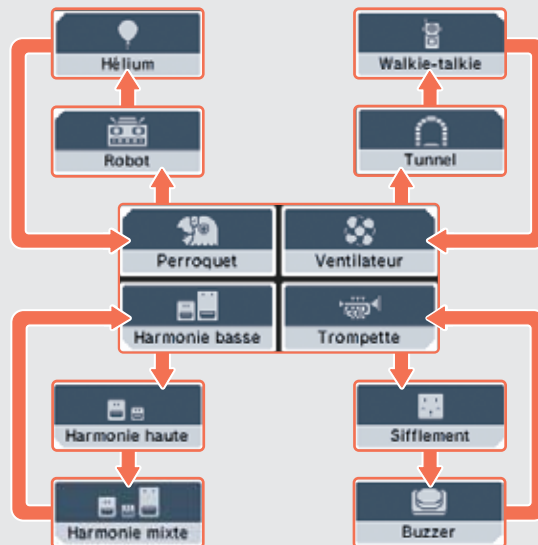 Hélium
Walkie-talkie
Robot
Tunnel
Perroquet
Ventilateur
Harmonie basse
Trompette
Harmonie haute
Sifflement
Harmonie mixte
Buzzer